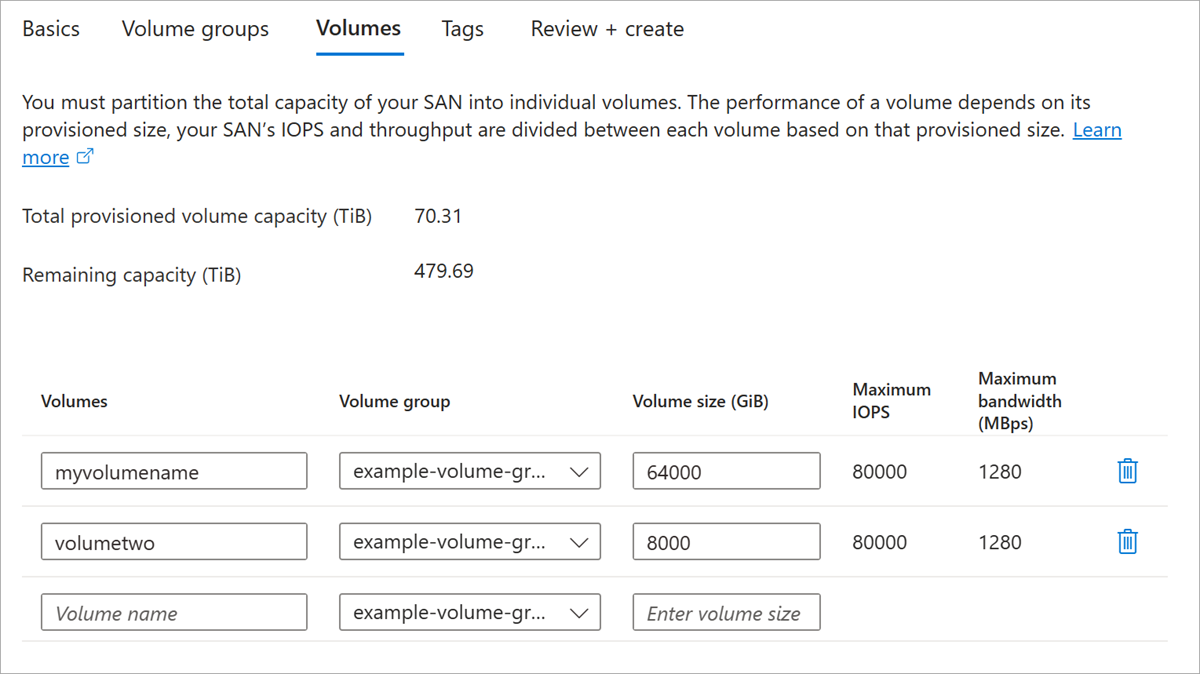 Basics Volume groups Volumes Tags Review + create
You must partition the total capacity of your SAN into individual volumes. The performance of a volume depends on its
provisioned size, your SAN’s IOPS and throughput are divided between each volume based on that provisioned size. Learn
more
Total provisioned volume capacity (TiB) 70.31
Remaining capacity (TiB) 479.69
Volumes Volume group Volume size (GiB) Maximum IOPS Maximum bandwidth (MBps)
myvolumename example-volume-gr... 64000 80000 1280
volumetwo example-volume-gr... 8000 80000 1280
Volume name example-volume-gr... Enter volume size